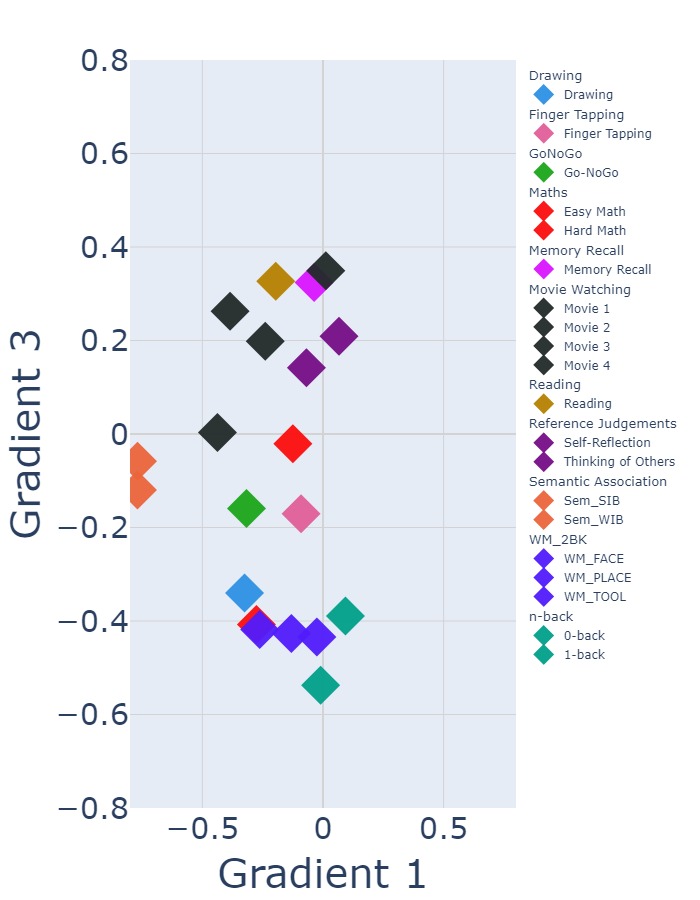 0.8
0.6
0.4
0.2
0
−0.2
−0.4
−0.6
−0.8
Gradient 3
−0.5
0
0.5
Gradient 1
Drawing
Drawing
Finger Tapping
Finger Tapping
GoNoGo
Go-NoGo
Maths
Easy Math
Hard Math
Memory Recall
Memory Recall
Movie Watching
Movie 1
Movie 2
Movie 3
Movie 4
Reading
Reading
Reference Judgements
Self-Reflection
Thinking of Others
Semantic Association
Sem_SIB
Sem_WIB
WM_2BK
WM_FACE
WM_PLACE
WM_TOOL
n-back
0-back
1-back